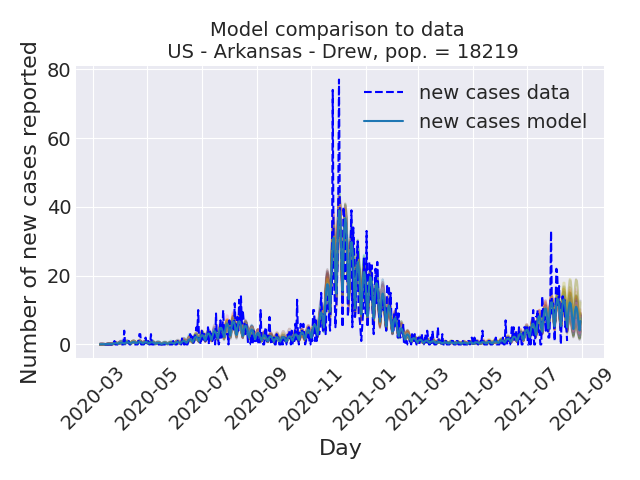 Model comparison to data
US - Arkansas - Drew, pop. = 18219
Number of new cases reported
80
60
40
20
0
new cases data
new cases model
2020-03
2020-05
2020-07
2020-09
2020-11
2021-01
2021-03
2021-05
2021-07
2021-09
Day